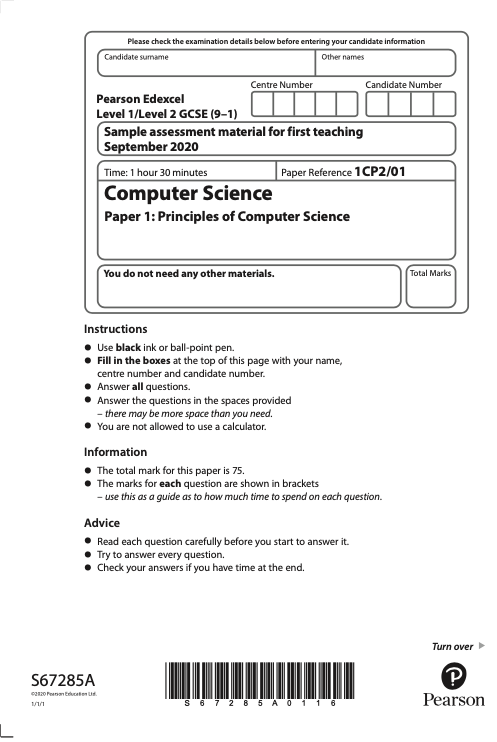 Please check the examination details below before entering your candidate information
Candidate surname
Other names
Centre Number
Candidate Number
Pearson Edexcel
Level 1/Level 2 GCSE (9–1)
Sample assessment material for first teaching
September 2020
Time: 1 hour 30 minutes
Paper Reference 1CP2/01
Computer Science
Paper 1: Principles of Computer Science
You do not need any other materials.
Total Marks
Instructions
● Use black ink or ball-point pen.
● Fill in the boxes at the top of this page with your name,
centre number and candidate number.
● Answer all questions.
● Answer the questions in the spaces provided
– there may be more space than you need.
● You are not allowed to use a calculator.
Information
● The total mark for this paper is 75.
● The marks for each question are shown in brackets
– use this as a guide as to how much time to spend on each question.
Advice
● Read each question carefully before you start to answer it.
● Try to answer every question.
● Check your answers if you have time at the end.
Turn over
S67285A
©2020 Pearson Education Ltd.
1/1/1
S67285A0116
Pearson